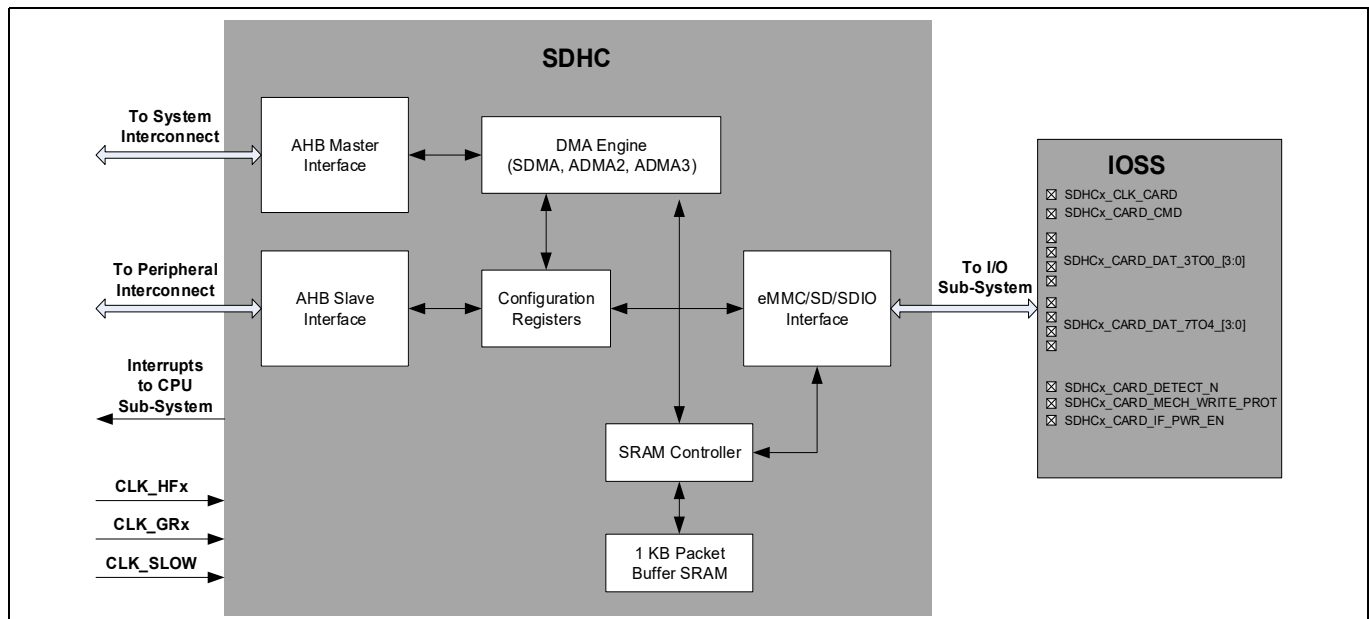 SDHC
To System
Interconnect
AHB Master
Interface
DMA Engine
(SDMA, ADMA2, ADMA3)
To Peripheral
Interconnect
AHB Slave
Interface
Configuration
Registers
eMMC/SD/SDIO
Interface
To I/O
Sub-System
Interrupts
to CPU
Sub-System
SRAM Controller
1 KB Packet
Buffer SRAM
CLK_HFx
CLK_GRx
CLK_SLOW
IOSS
SDHCx_CLK_CARD
SDHCx_CARD_CMD
SDHCx_CARD_DAT_3TO0_[3:0]
SDHCx_CARD_DAT_7TO4_[3:0]
SDHCx_CARD_DETECT_N
SDHCx_CARD_MECH_WRITE_PROT
SDHCx_CARD_IF_PWR_EN